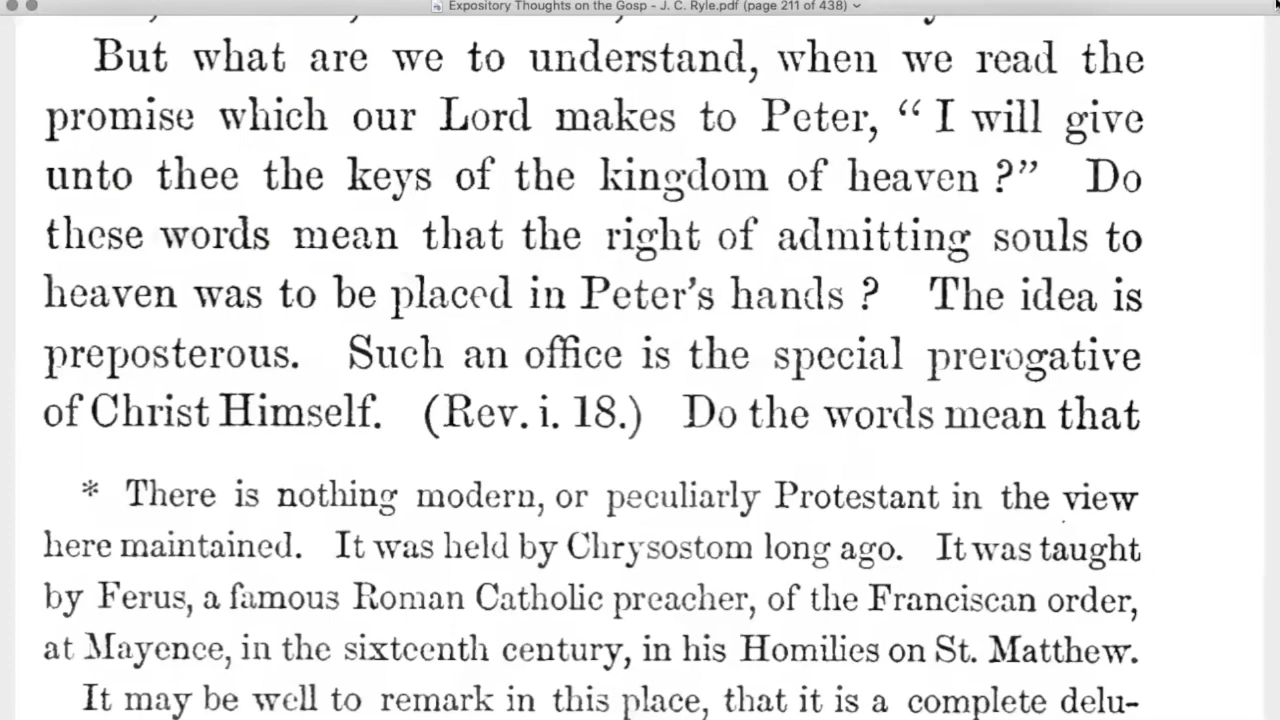 Expository Thoughts on the Gosp - J. C. Ryle.pdf (page 211 of 438)
But what are we to understand, when we read the
promise which our Lord makes to Peter, “ I will give
unto thee the keys of the kingdom of heaven ?” Do
these words mean that the right of admitting souls to
heaven was to be placed in Peter’s hands ? The idea is
preposterous. Such an office is the special prerogative
of Christ Himself. (Rev. i. 18.) Do the words mean that
* There is nothing modern, or peculiarly Protestant in the view
here maintained. It was held by Chrysostom long ago. It was taught
by Ferus, a famous Roman Catholic preacher, of the Franciscan order,
at Mayence, in the sixteenth century, in his Homilies on St. Matthew.
It may be well to remark in this place, that it is a complete delu-